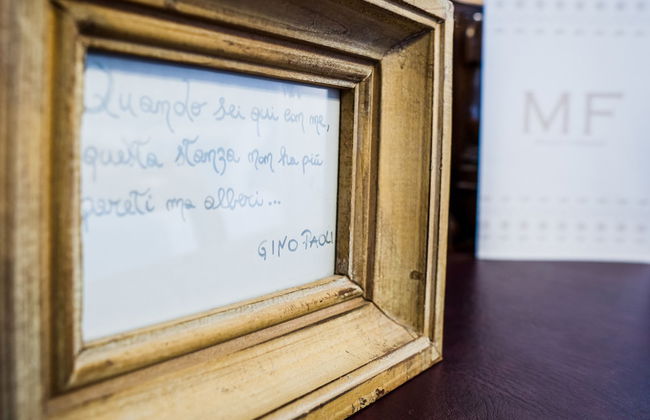 Quando sei qui con me,
questa stanza non ha più
pareti ma alberi...
GINO PAOLI
MF